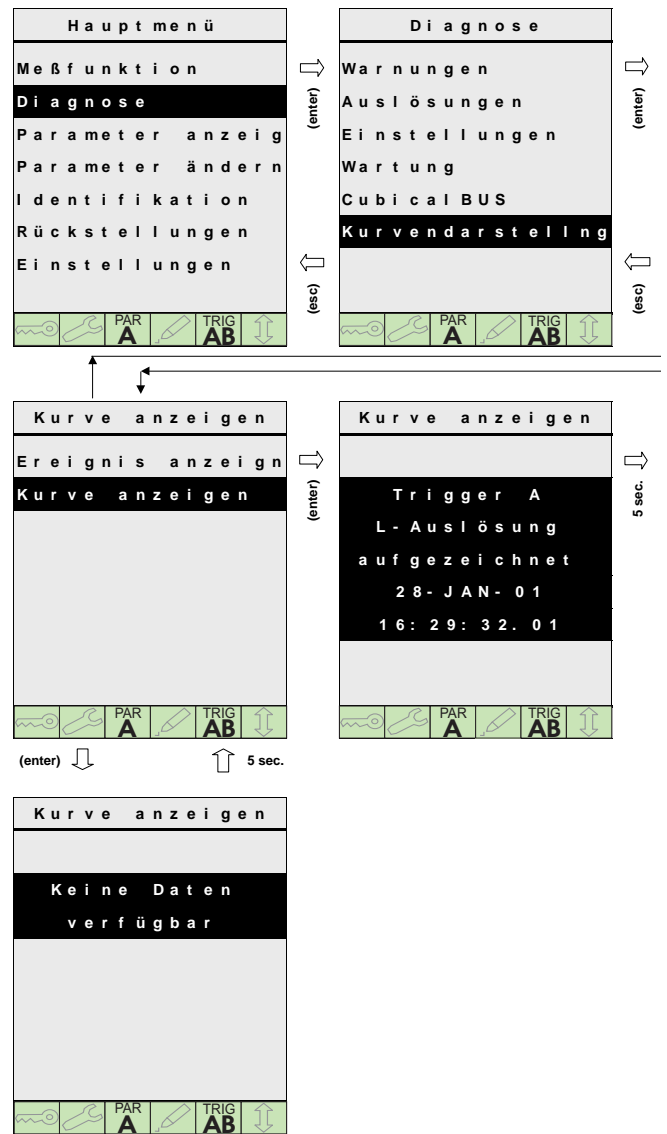 Hauptmenü
Meßfunktion
Diagnose
Parameter anzeig
Parameter ändern
Identifikation
Rückstellungen
Einstellungen
PAR
A
TRIG
AB
(enter)
(esc)
Diagnose
Warnungen
Auslösungen
Einstellungen
Wartung
CubicalBUS
Kurvendarstellng
PAR
A
TRIG
AB
(enter)
(esc)
Kurve anzeigen
Ereignis anzeign
Kurve anzeigen
PAR
A
TRIG
AB
(enter)
Kurve anzeigen
Trigger A
L-Auslösung
aufgezeichnet
28-JAN-01
16:29:32.01
PAR
A
TRIG
AB
5 sec.
(enter)
5 sec.
Kurve anzeigen
Keine Daten
verfügbar
PAR
A
TRIG
AB